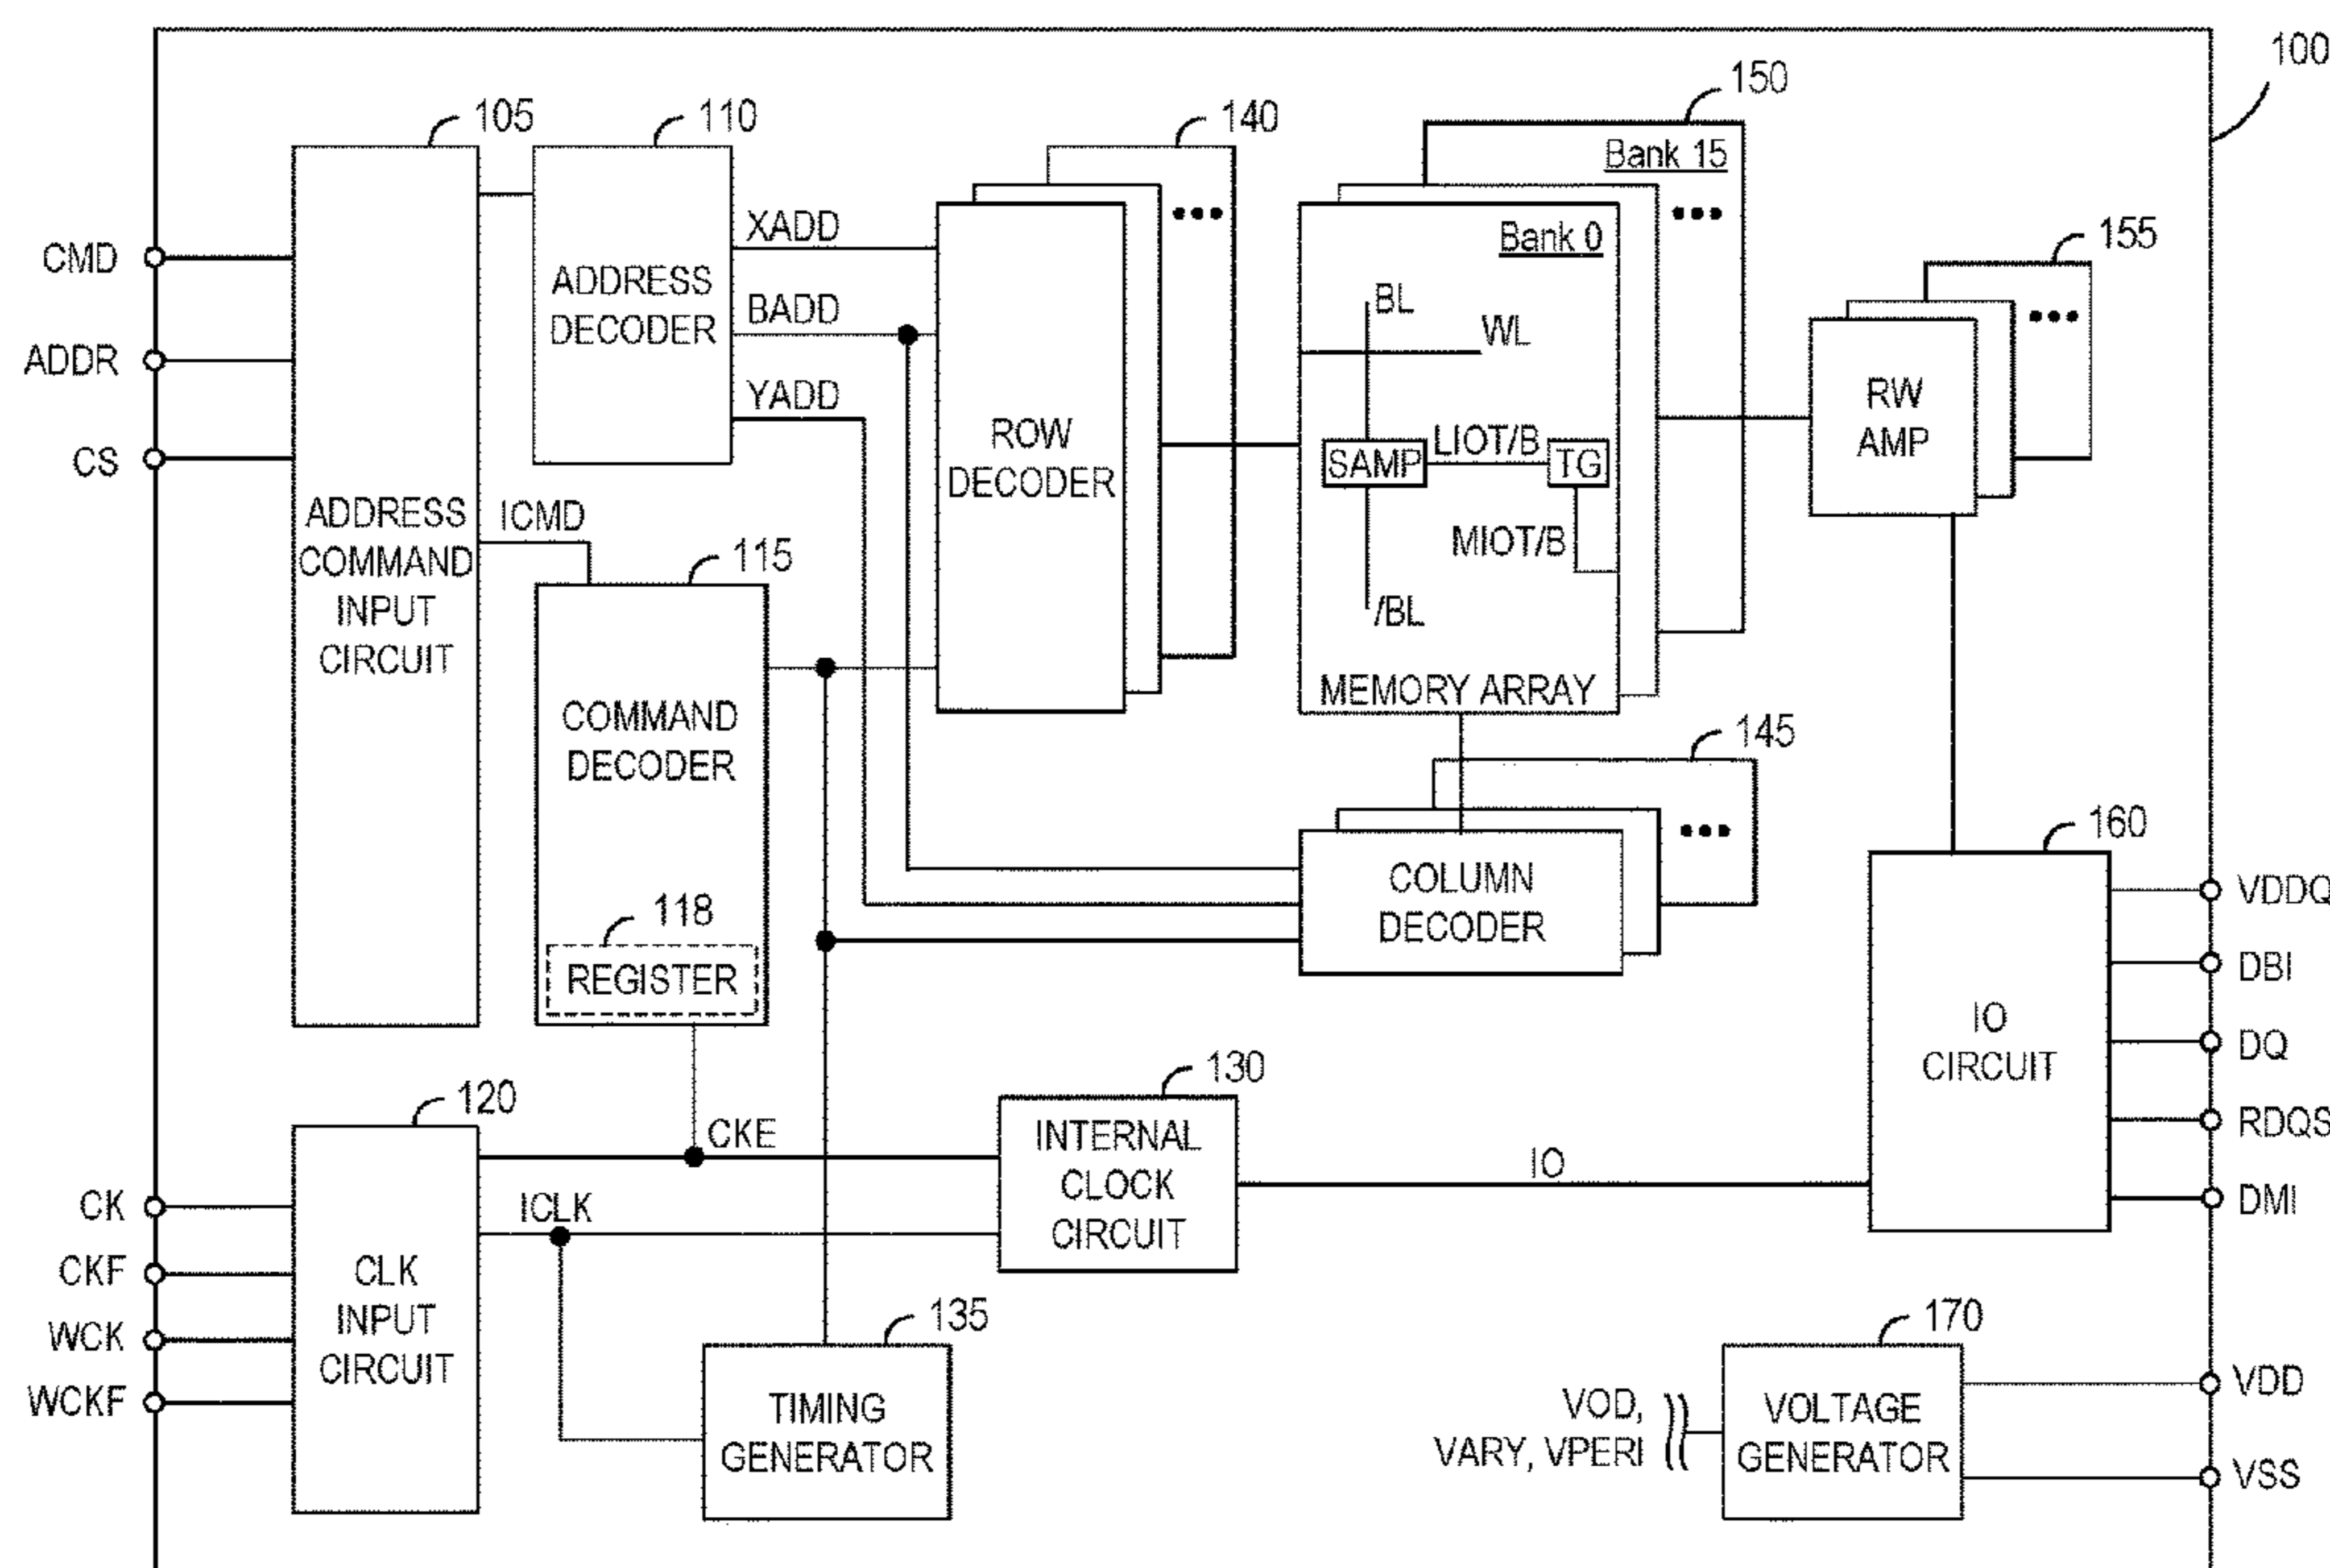 100
150
105
110
140
Bank 15
XADD
Bank 0
155
CMD
ADDRESS
DECODER
BADD
BL
WL
ADDR
YADD
RW
AMP
ROW
DECODER
LIOT/B
CS
SAMP
TG
ADDRESS
COMMAND
INPUT
CIRCUIT
ICMD
MIOT/B
115
/BL
MEMORY ARRAY
COMMAND
DECODER
145
160
COLUMN
DECODER
VDDQ
118
REGISTER
DBI
IO
CIRCUIT
DQ
130
120
RDQS
CKE
INTERNAL
CLOCK
CIRCUIT
IO
CK
ICLK
DMI
CKF
CLK
INPUT
CIRCUIT
135
170
WCK
VDD
WCKF
TIMING
GENERATOR
VOD,
VARY, VPERI
VOLTAGE
GENERATOR
VSS